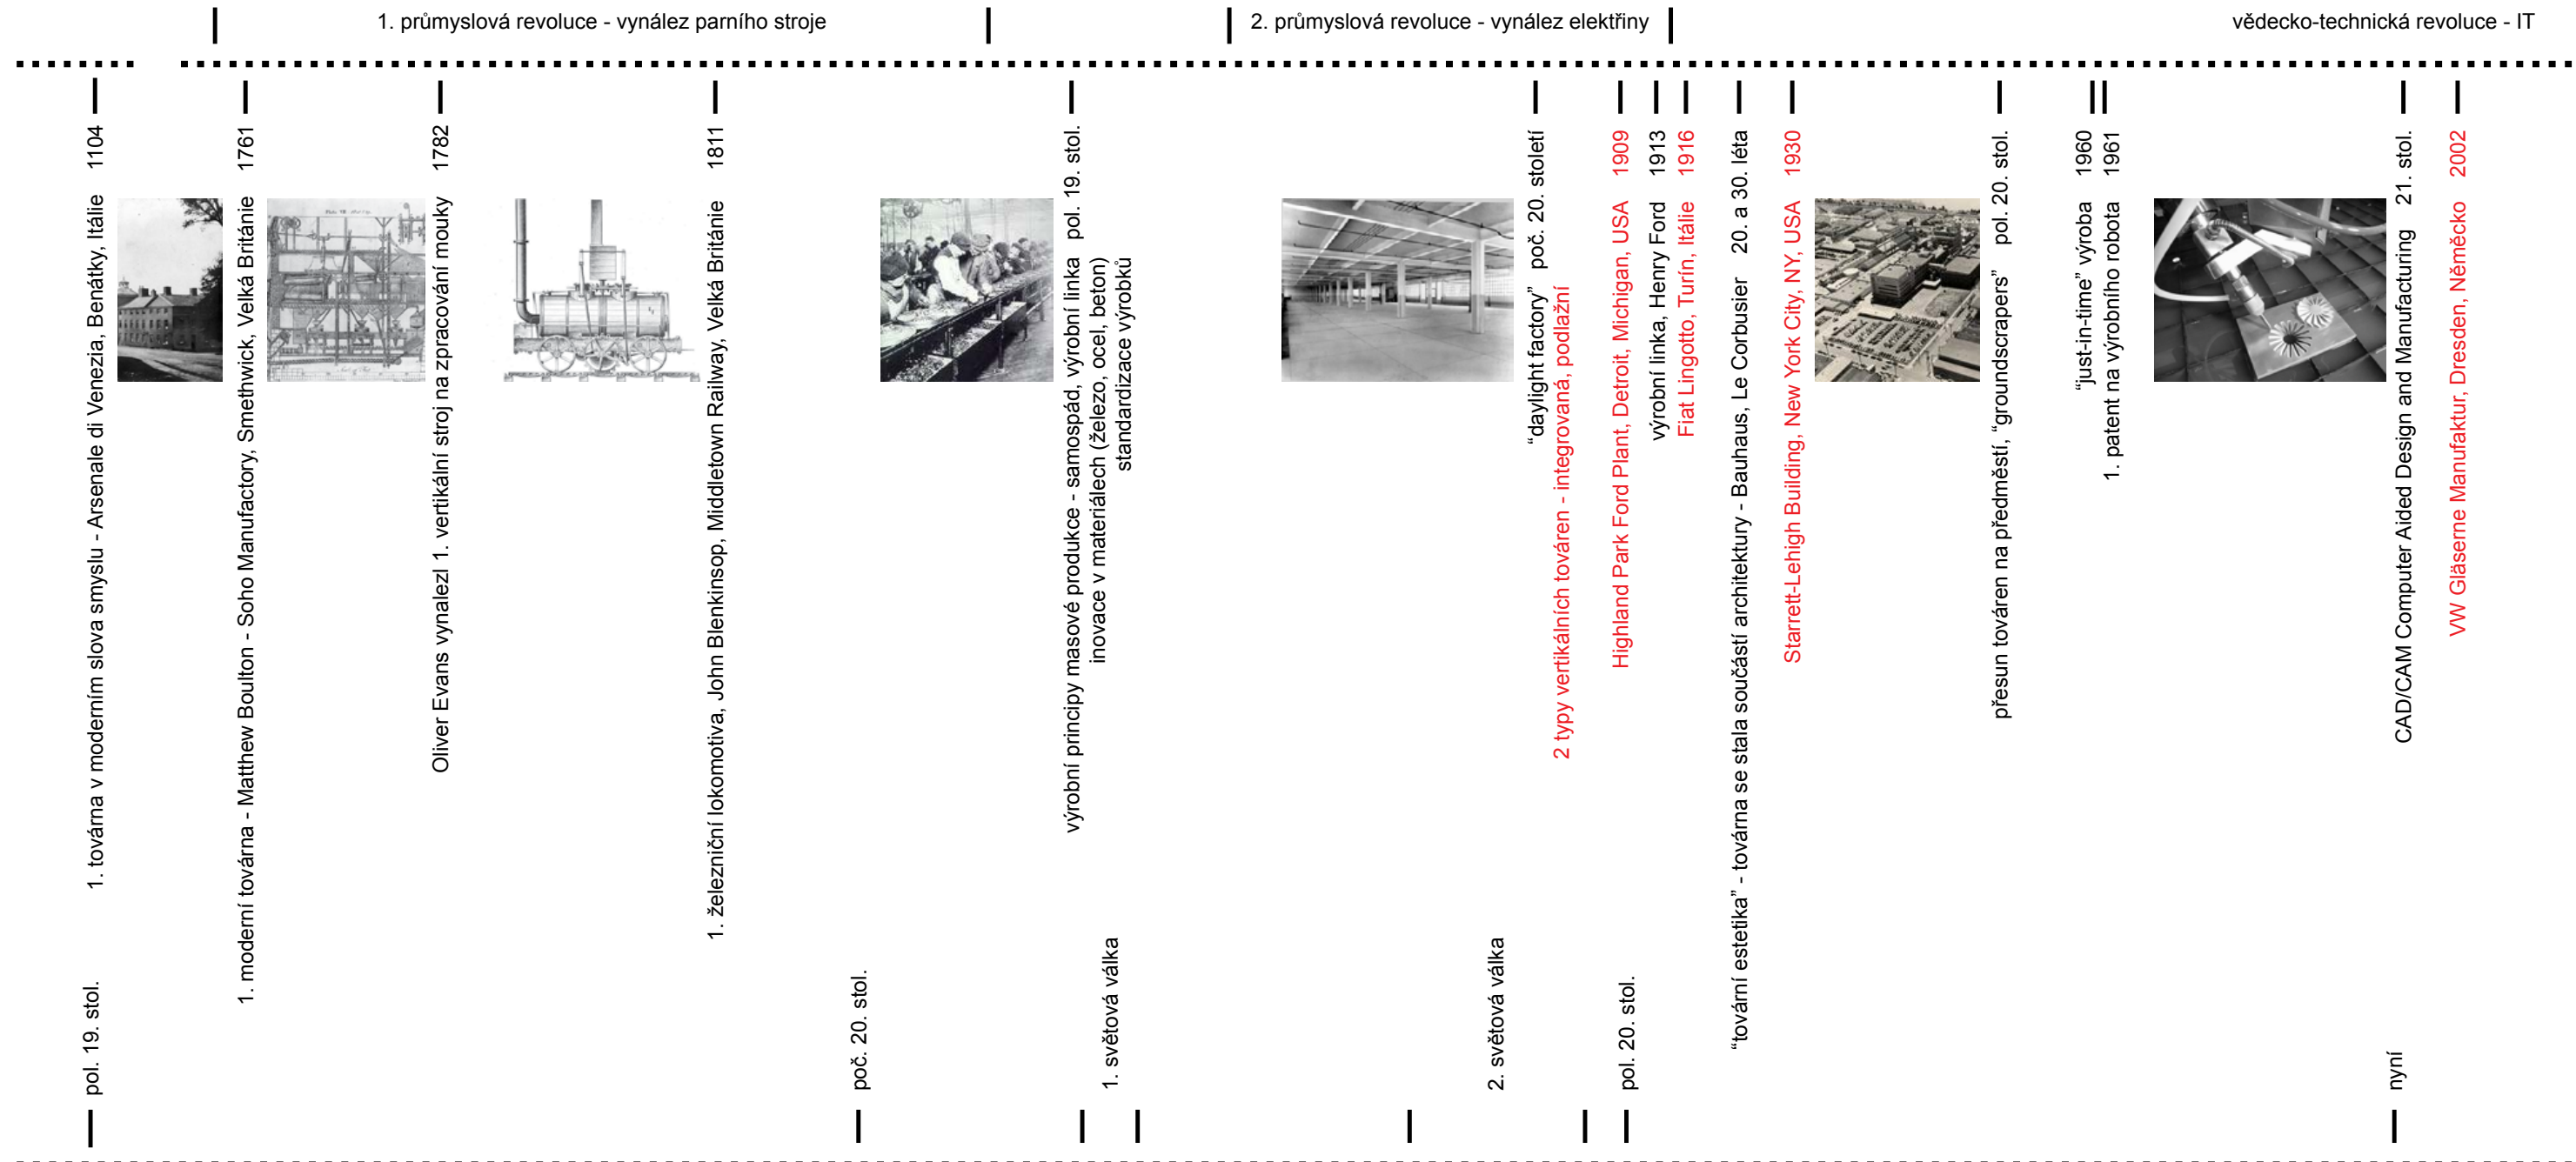 1. průmyslová revoluce - vynález parního stroje
2. průmyslová revoluce - vynález elektřiny
vědecko-technická revoluce - IT
1. továrna v moderním slova smyslu - Arsenale di Venezia, Benátky, Itálie 1104
1. moderní továrna - Matthew Boulton - Soho Manufactory, Smethwick, Velká Británie 1761
Oliver Evans vynalezl 1. vertikální stroj na zpracování mouky 1782
1. železniční lokomotiva, John Blenkinsop, Middletown Railway, Velká Británie 1811
výrobní principy masové produkce - samospád, výrobní linka pol. 19. stol.
inovace v materiálech (železo, ocel, beton)
standardizace výrobků
“daylight factory” poč. 20. století
2 typy vertikálních továren - integrovaná, podlažní
Highland Park Ford Plant, Detroit, Michigan, USA 1909
výrobní linka, Henry Ford 1913
Fiat Lingotto, Turín, Itálie 1916
“tovární estetika” - továrna se stala součástí architektury - Bauhaus, Le Corbusier 20. a 30. léta
Starrett-Lehigh Building, New York City, NY, USA 1930
přesun továren na předměstí, “groundscrapers” pol. 20. stol.
“just-in-time” výroba 1960
1. patent na výrobního robota 1961
CAD/CAM Computer Aided Design and Manufacturing 21. stol.
VW Gläserne Manufaktur, Dresden, Německo 2002
pol. 19. stol.
poč. 20. stol.
1. světová válka
2. světová válka
pol. 20. stol.
nyní